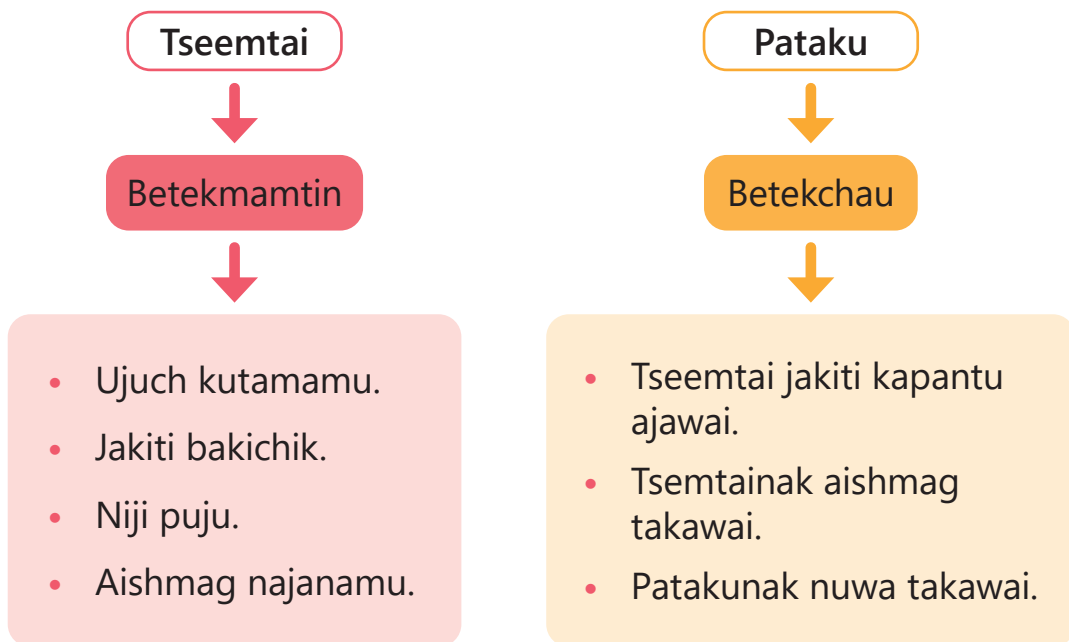 Tseemtai
Betekmamtin
• Ujuch kutamamu.
• Jakiti bakichik.
• Niji puju.
• Aishmag najanamu.
Pataku
Betekchau
• Tseemtai jakiti kapantu
ajawai.
• Tsemtainak aishmag
takawai.
• Patakunak nuwa takawai.